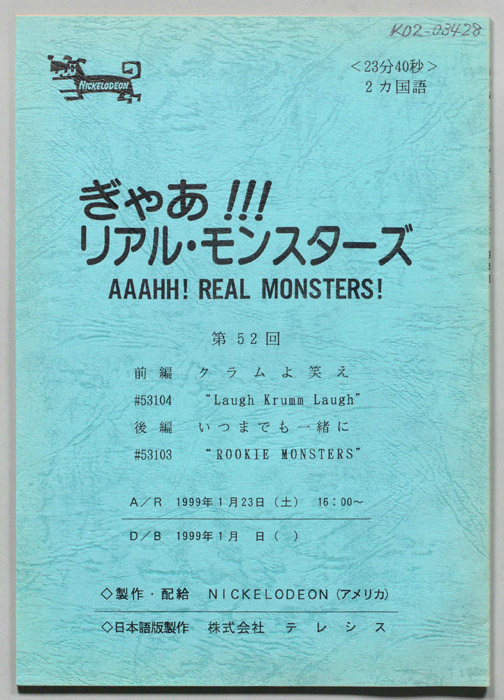 K02-03428
NICKELODEON
<23分40秒>
2カ国語
ぎゃあ!!!
リアル・モンスターズ
AAAHH! REAL MONSTERS!
第52回
前編 クラムよ笑え
#53104 "Laugh Krumm Laugh"
後編 いつまでも一緒に
#53103 "ROOKIE MONSTERS"
A/R 1999年1月23日(土) 16:00~
D/B 1999年1月 日( )
◇製作・配給 NICKELODEON(アメリカ)
◇日本語版製作 株式会社 テレシス